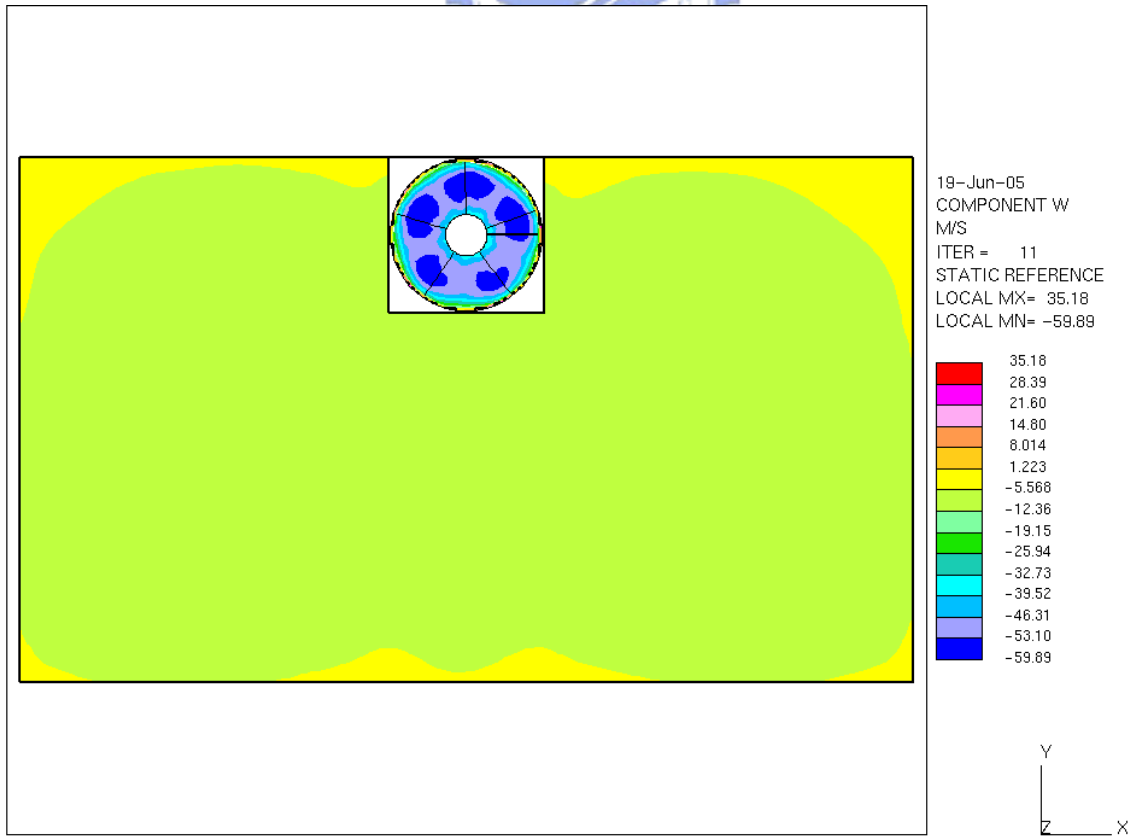 19-Jun-05
COMPONENT W
M/S
ITER = 11
STATIC REFERENCE
LOCAL MX= 35.18
LOCAL MN= -59.89
35.18
28.39
21.60
14.80
8.014
1.223
-5.568
-12.36
-19.15
-25.94
-32.73
-39.52
-46.31
-53.10
-59.89
Y
Z
X